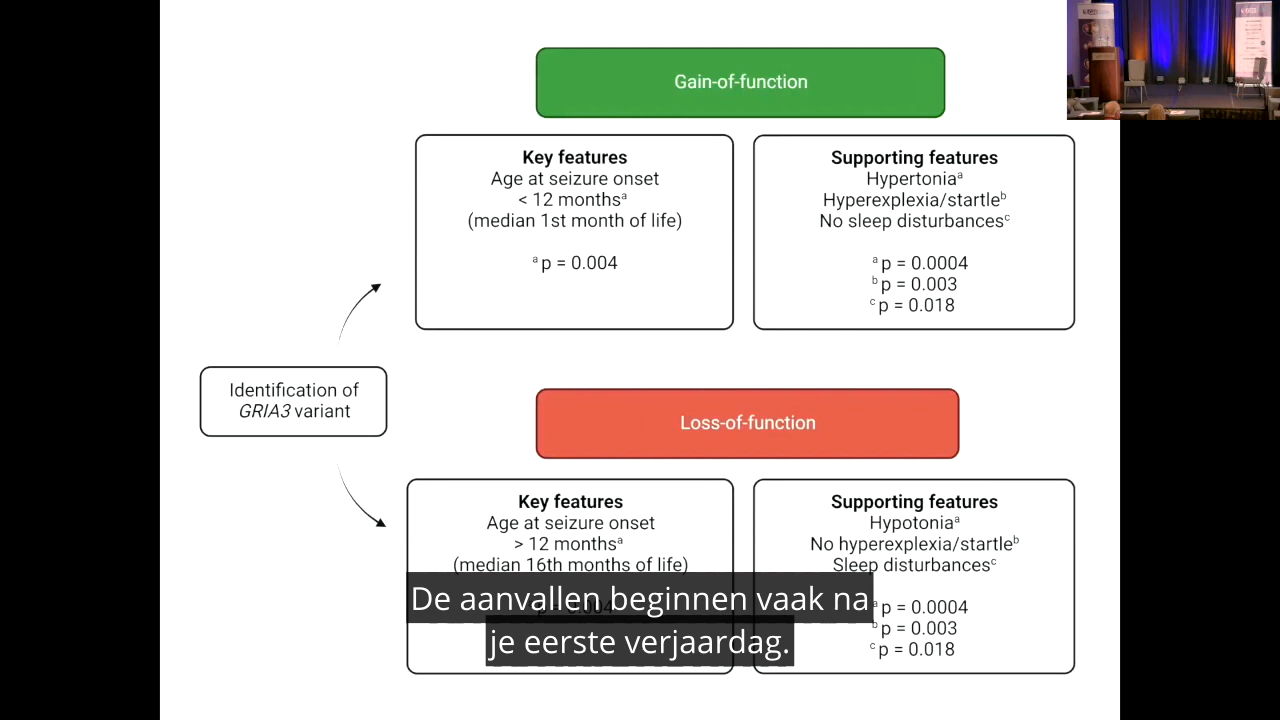 Gain-of-function
Key features
Age at seizure onset
< 12 monthsᵃ
(median 1st month of life)
ᵃ p = 0.004
Supporting features
Hypertoniaᵃ
Hyperexplexia/startleᵇ
No sleep disturbancesᶜ
ᵃ p = 0.0004
ᵇ p = 0.003
ᶜ p = 0.018
Identification of
GRIA3 variant
Loss-of-function
Key features
Age at seizure onset
> 12 monthsᵃ
(median 16th months of life)
Supporting features
Hypotoniaᵃ
No hyperexplexia/startleᵇ
Sleep disturbancesᶜ
ᵃ p = 0.0004
ᵇ p = 0.003
ᶜ p = 0.018
De aanvallen beginnen vaak na
je eerste verjaardag.